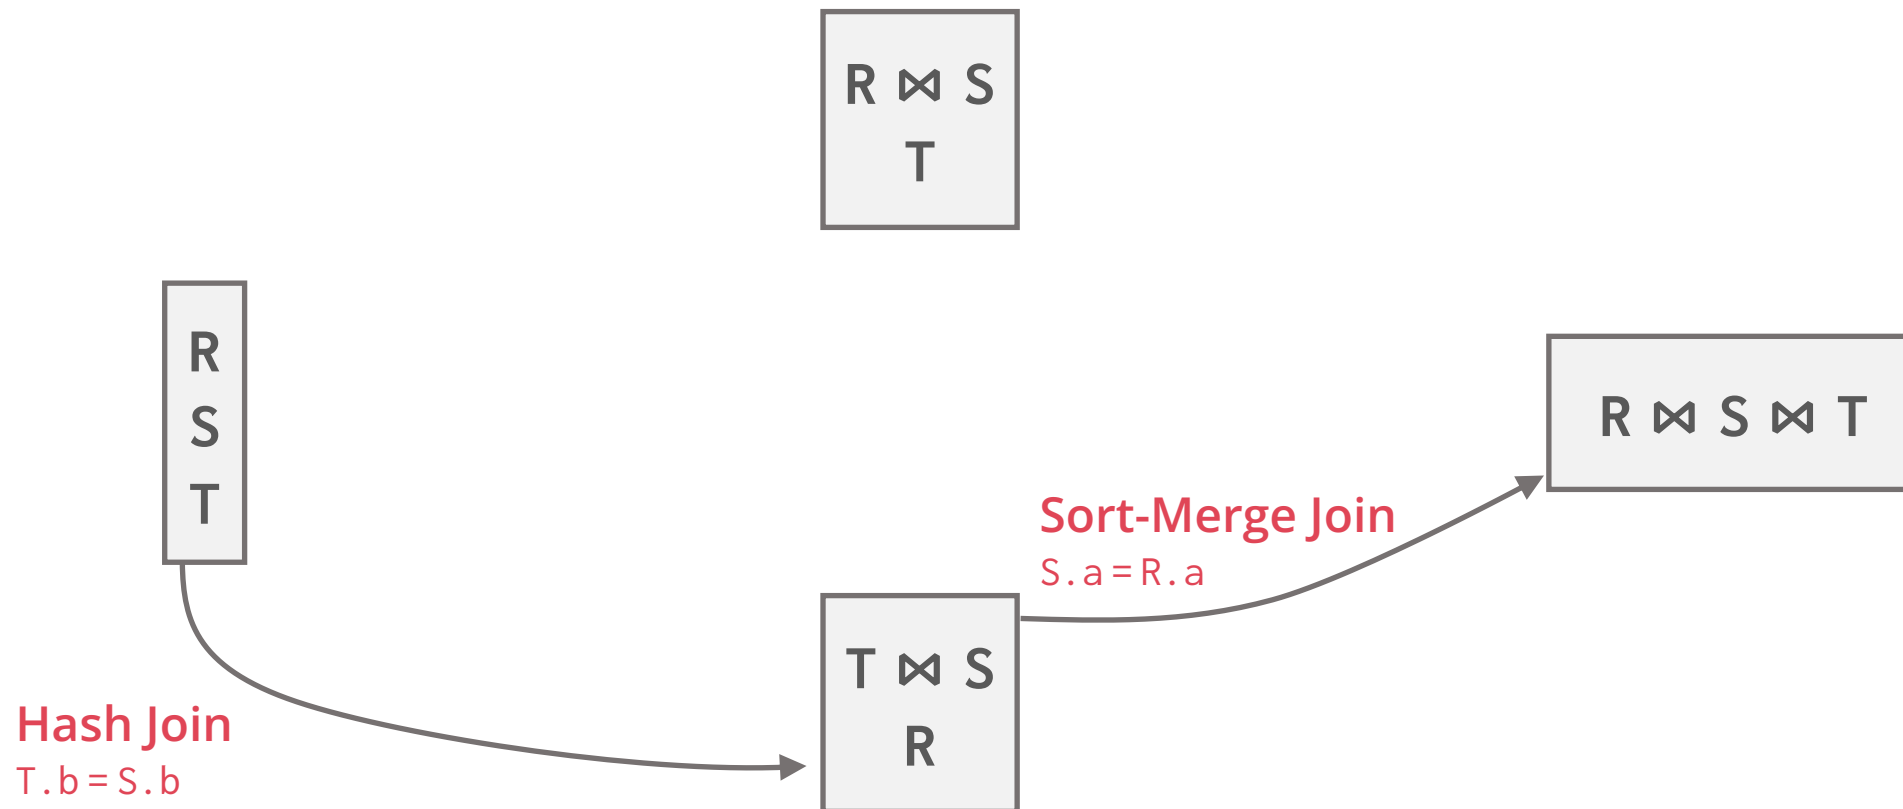 R ⋈ S
T
R
S
T
R ⋈ S ⋈ T
Sort-Merge Join
S.a=R.a
T ⋈ S
R
Hash Join
T.b=S.b